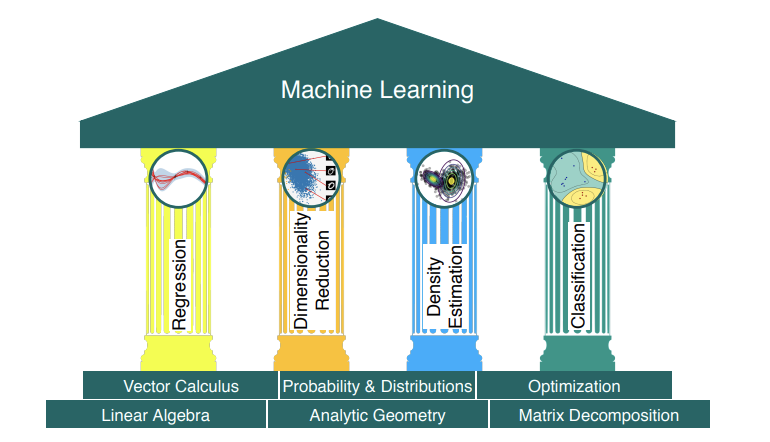 Machine Learning
Regression
Dimensionality
Reduction
Density
Estimation
Classification
Vector Calculus
Probability & Distributions
Optimization
Linear Algebra
Analytic Geometry
Matrix Decomposition